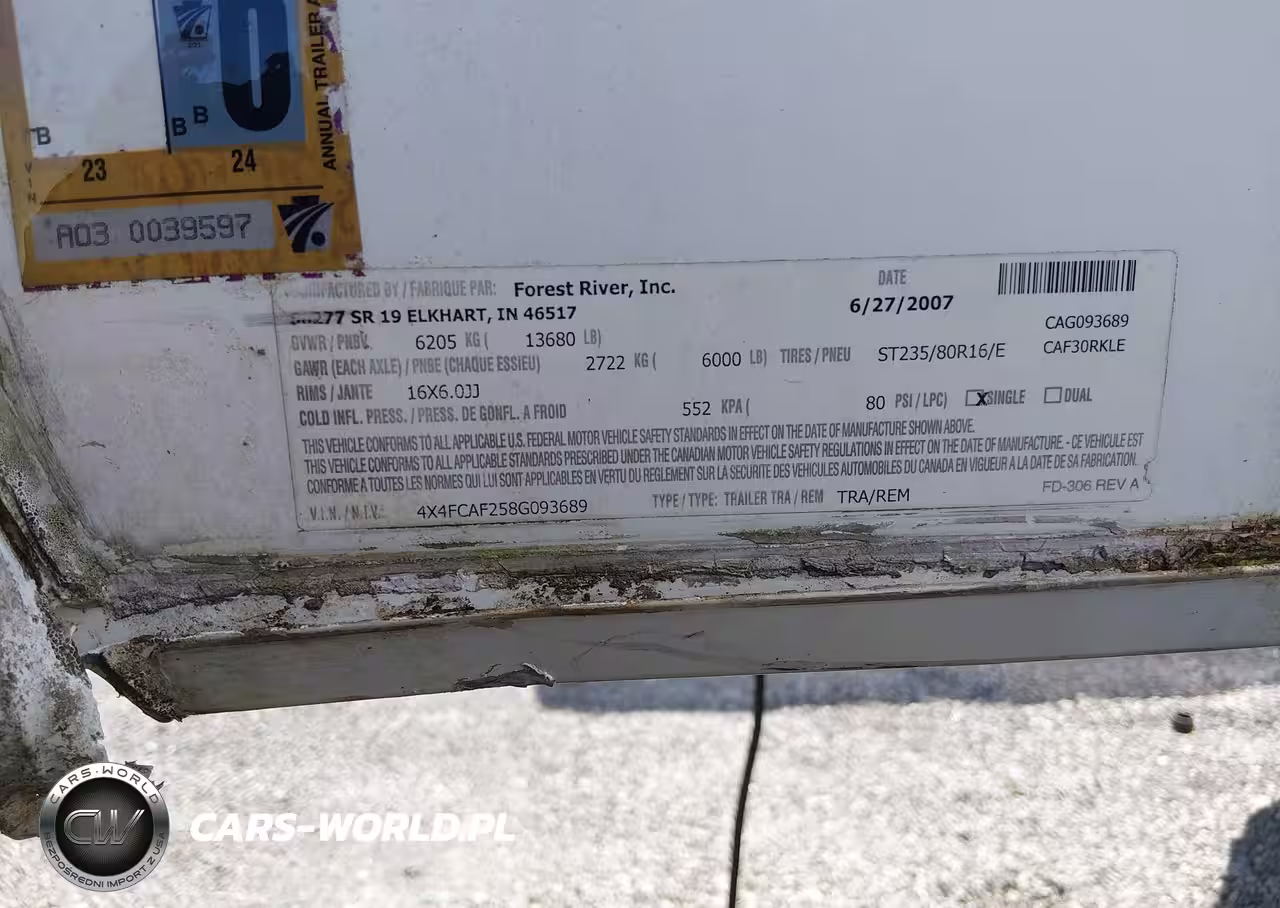 0
B
B B
ANNUAL TRAILER
23 24
A03 0039597
MANUFACTURED BY / FABRIQUE PAR: Forest River, Inc. DATE
SR 19 ELKHART, IN 46517 6/27/2007
CAG093689
GVWR / PNBV 6205 KG ( 13680 LB)
GAWR (EACH AXLE) / PNBE (CHAQUE ESSIEU) 2722 KG ( 6000 LB) TIRES / PNEU ST235/80R16/E CAF30RKLE
RIMS / JANTE 16X6.0JJ
COLD INFL. PRESS. / PRESS. DE GONFL. A FROID 552 KPA ( 80 PSI / LPC) X SINGLE DUAL
THIS VEHICLE CONFORMS TO ALL APPLICABLE U.S. FEDERAL MOTOR VEHICLE SAFETY STANDARDS IN EFFECT ON THE DATE OF MANUFACTURE SHOWN ABOVE.
THIS VEHICLE CONFORMS TO ALL APPLICABLE STANDARDS PRESCRIBED UNDER THE CANADIAN MOTOR VEHICLE SAFETY REGULATIONS IN EFFECT ON THE DATE OF MANUFACTURE. - CE VEHICULE EST
CONFORME A TOUTES LES NORMES QUI LUI SONT APPLICABLES EN VERTU DU REGLEMENT SUR LA SECURITE DES VEHICULES AUTOMOBILES DU CANADA EN VIGUEUR A LA DATE DE SA FABRICATION.
V.I.N. / N.I.V.: 4X4FCAF258G093689 TYPE / TYPE: TRAILER TRA / REM TRA/REM FD-306 REV A
CARS-WORLD
CW
BEZPOŚREDNI IMPORT Z USA
CARS-WORLD.PL